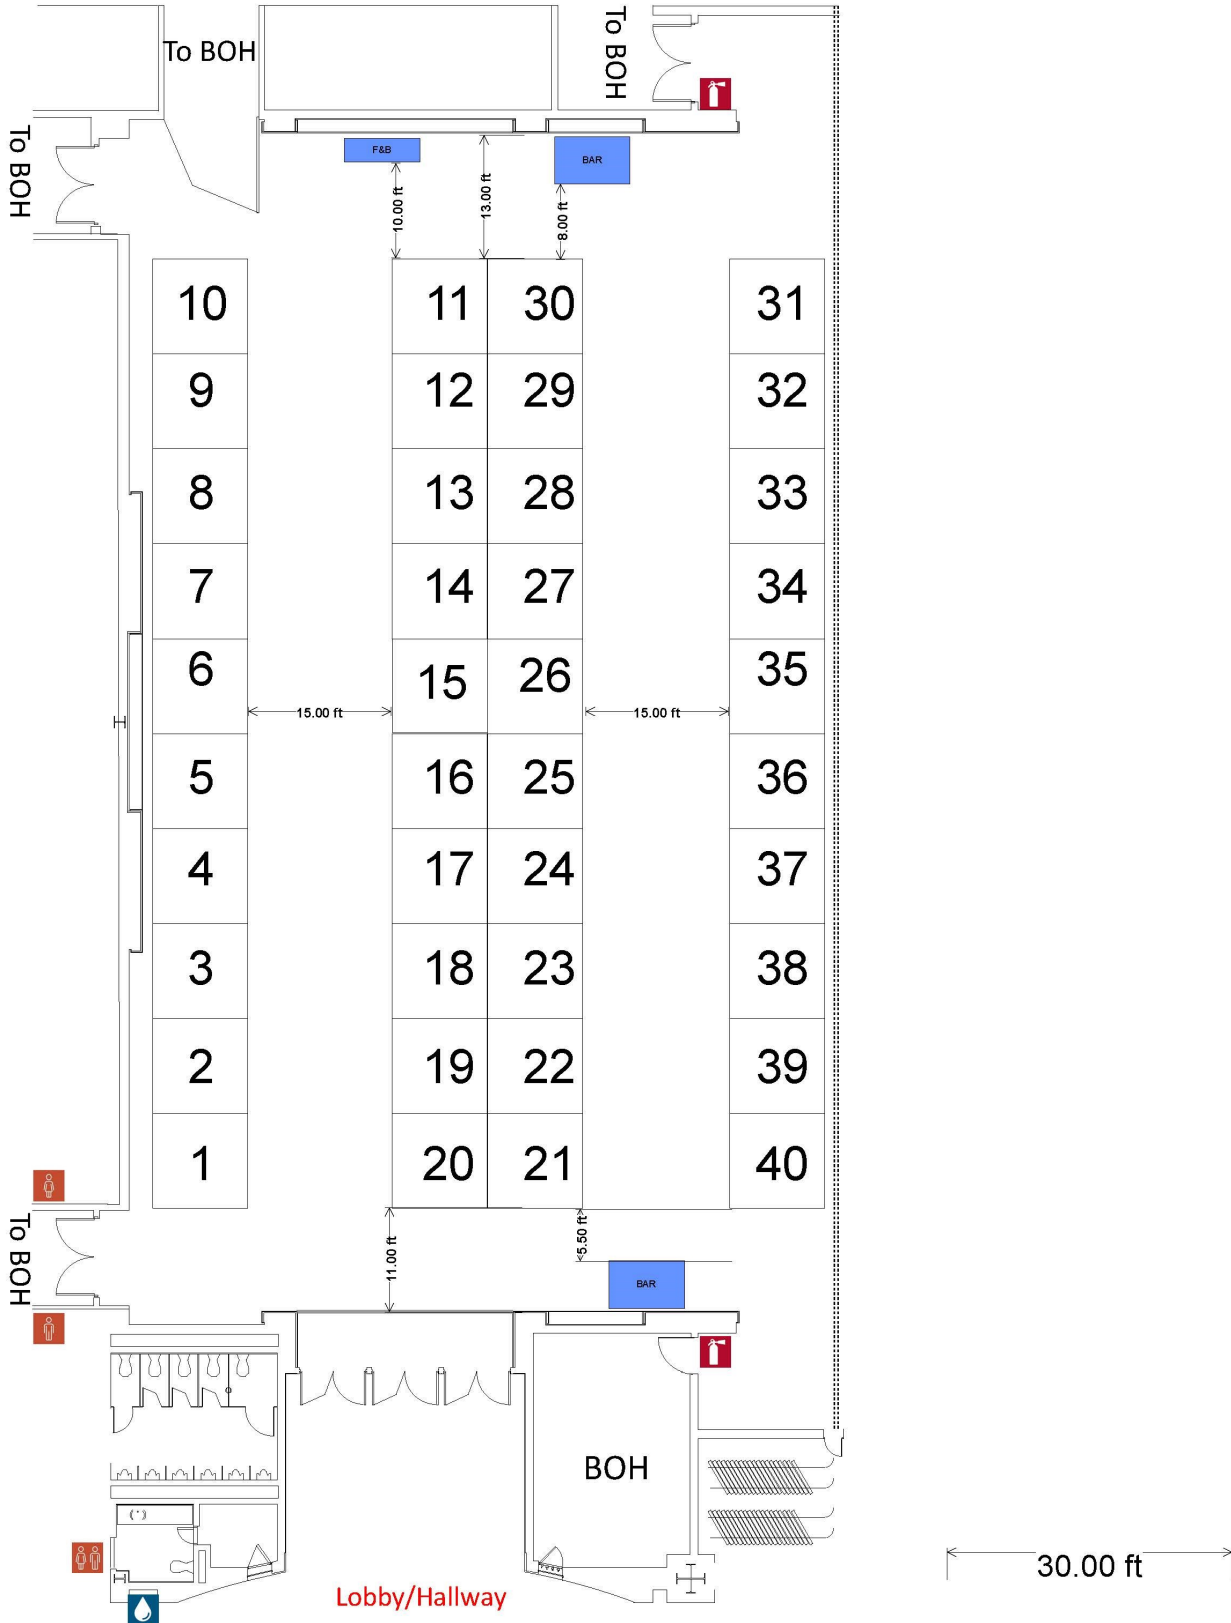 To BOH
To BOH
To BOH
F&B
BAR
10.00 ft
13.00 ft
8.00 ft
10
11
30
31
9
12
29
32
8
13
28
33
7
14
27
34
6
15
26
35
15.00 ft
15.00 ft
5
16
25
36
4
17
24
37
3
18
23
38
2
19
22
39
1
20
21
40
To BOH
11.00 ft
5.50 ft
BAR
BOH
30.00 ft
Lobby/Hallway